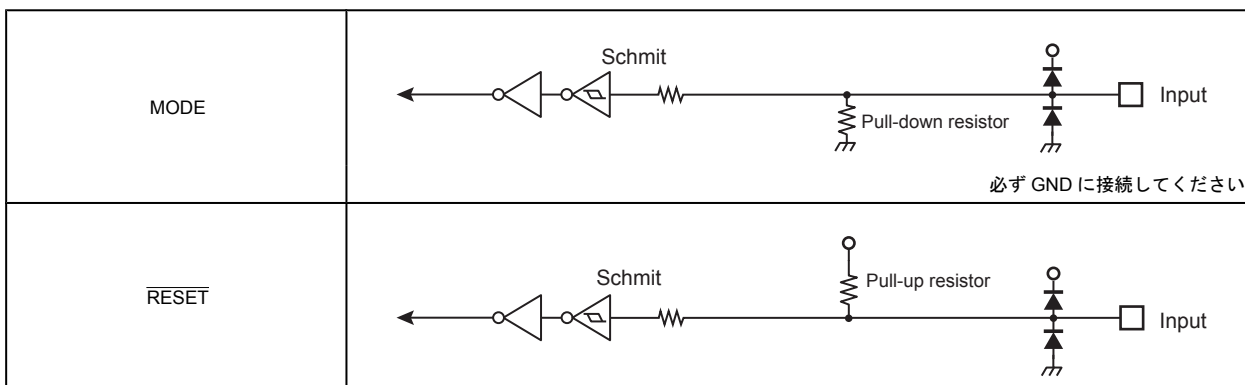 MODE
Schmit
Pull-down resistor
Input
必ず GND に接続してください
RESET
Schmit
Pull-up resistor
Input